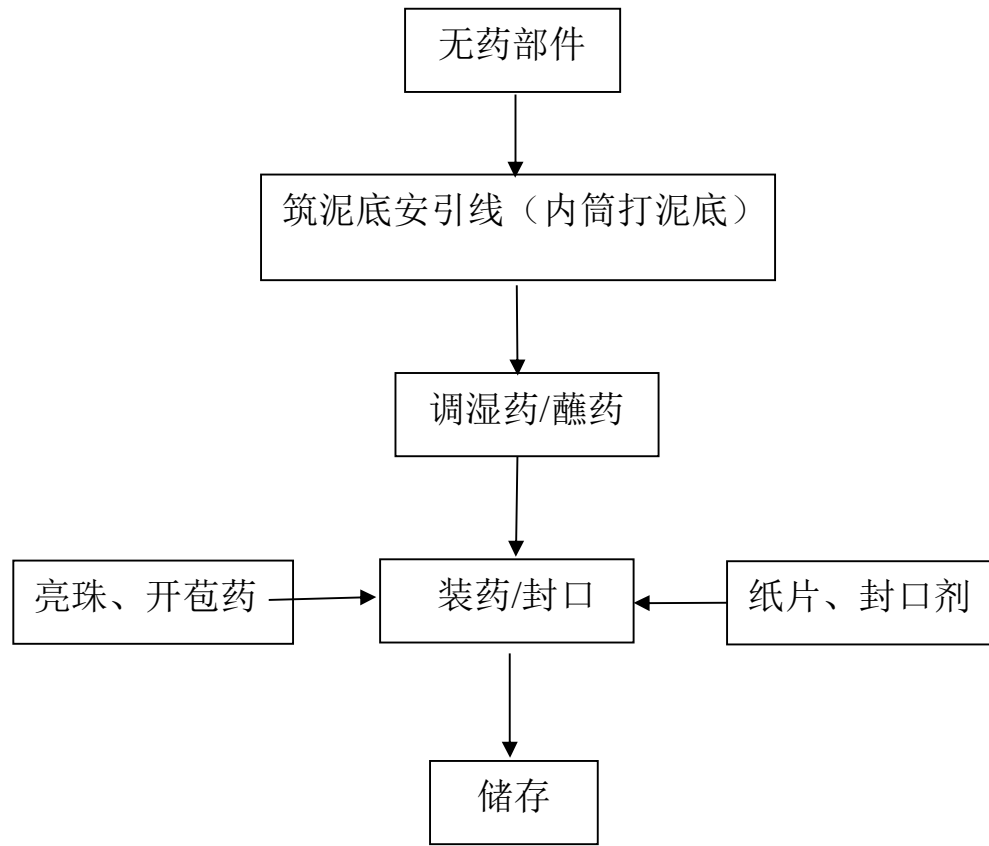 无药部件
筑泥底安引线（内筒打泥底）
调湿药/蘸药
亮珠、开苞药
装药/封口
纸片、封口剂
储存